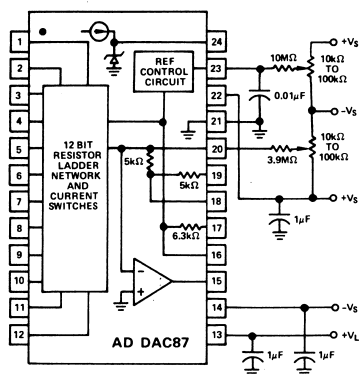 1
2
3
4
5
6
7
8
9
10
11
12
24
23
22
21
20
19
18
17
16
15
14
13
REF
CONTROL
CIRCUIT
12 BIT
RESISTOR
LADDER
NETWORK
AND
CURRENT
SWITCHES
5kΩ
5kΩ
6.3kΩ
−
+
AD DAC87
10MΩ
0.01μF
3.9MΩ
1μF
+VS
10kΩ
TO
100kΩ
−VS
10kΩ
TO
100kΩ
+VS
−VS
+VL
1μF
1μF